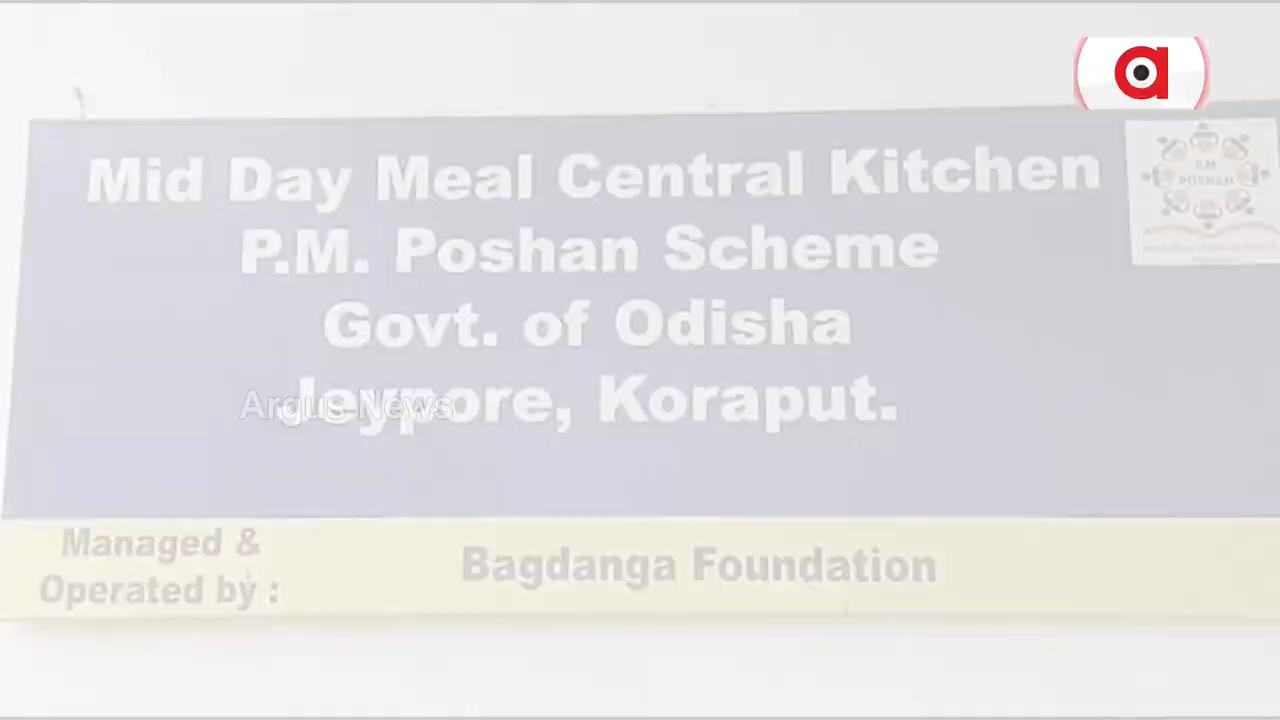 Mid Day Meal Central Kitchen
P.M. Poshan Scheme
Govt. of Odisha
Jeypore, Koraput.
Managed &
Operated by :
Bagdanga Foundation
P.M
POSHAN
Argus News
a